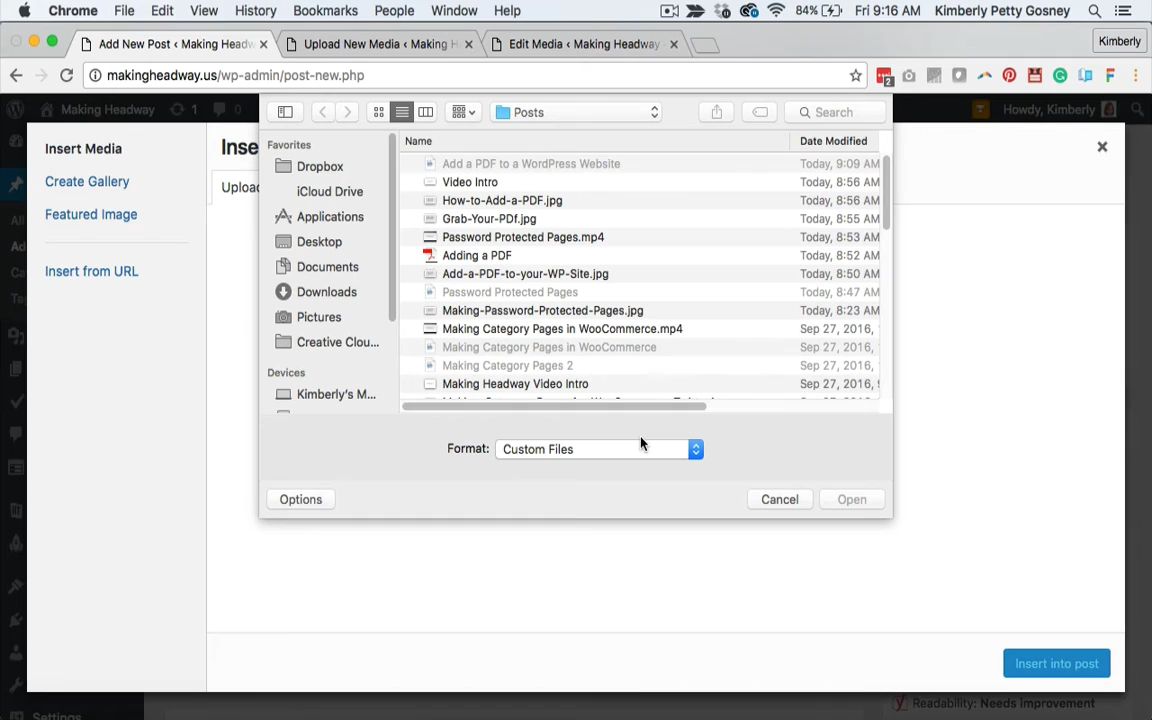 Chrome File Edit View History Bookmarks People Window Help 84% Fri 9:16 AM Kimberly Petty Gosney
Add New Post ‹ Making Headw Upload New Media ‹ Making H Edit Media ‹ Making Headway Kimberly
makingheadway.us/wp-admin/post-new.php 2
Making Headway 1 0 Howdy, Kimberly
Posts Search
Insert Media
Create Gallery
Featured Image
Insert from URL
Inse
Upload
Favorites
Dropbox
iCloud Drive
Applications
Desktop
Documents
Downloads
Pictures
Creative Clou...
Devices
Kimberly's M...
Name Date Modified
Add a PDF to a WordPress Website Today, 9:09 AM
Video Intro Today, 8:56 AM
How-to-Add-a-PDF.jpg Today, 8:56 AM
Grab-Your-PDf.jpg Today, 8:55 AM
Password Protected Pages.mp4 Today, 8:53 AM
Adding a PDF Today, 8:52 AM
Add-a-PDF-to-your-WP-Site.jpg Today, 8:50 AM
Password Protected Pages Today, 8:47 AM
Making-Password-Protected-Pages.jpg Today, 8:23 AM
Making Category Pages in WooCommerce.mp4 Sep 27, 2016,
Making Category Pages in WooCommerce Sep 27, 2016,
Making Category Pages 2 Sep 27, 2016,
Making Headway Video Intro Sep 27, 2016,
Format: Custom Files
Options Cancel Open
Insert into post
Settings
Readability: Needs improvement